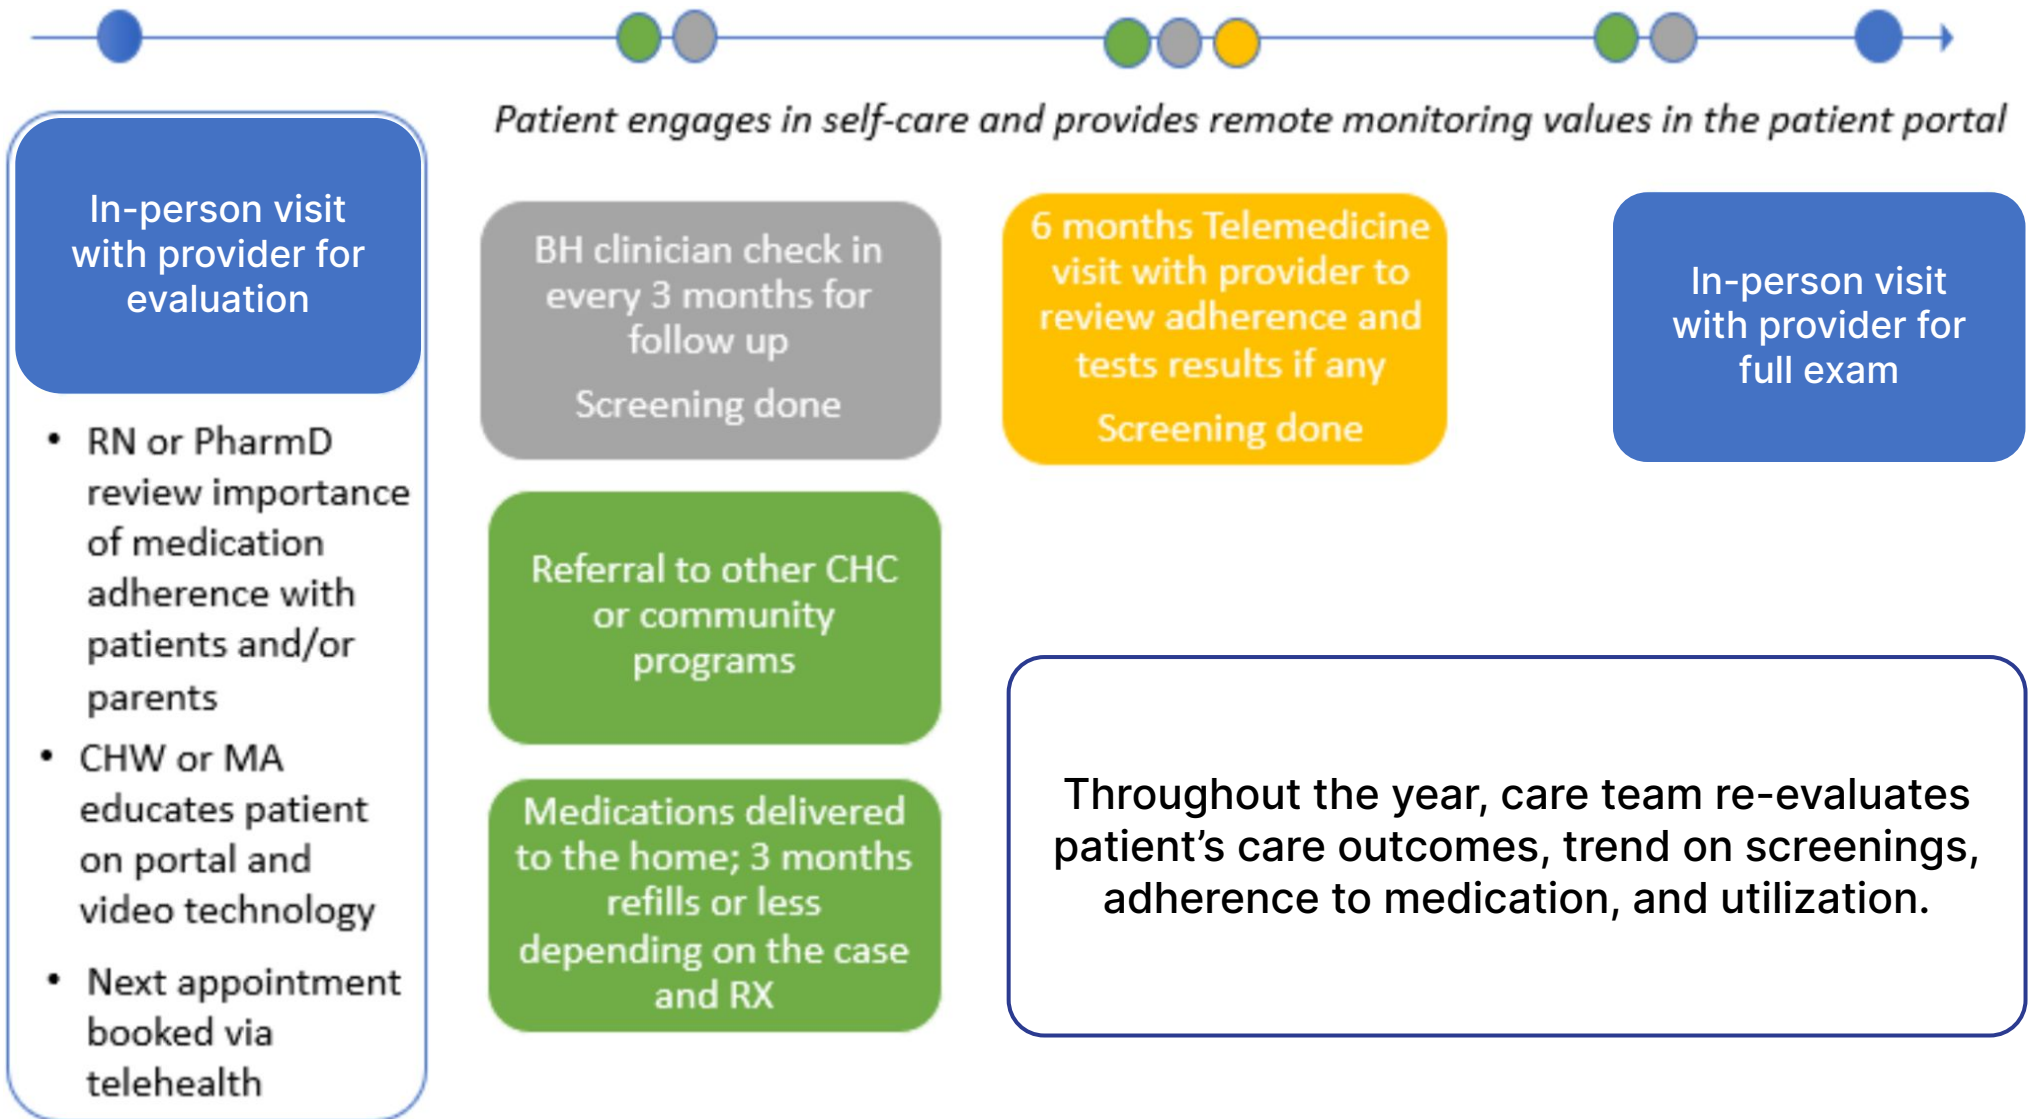 Patient engages in self-care and provides remote monitoring values in the patient portal
In-person visit
with provider for
evaluation
• RN or PharmD
review importance
of medication
adherence with
patients and/or
parents
• CHW or MA
educates patient
on portal and
video technology
• Next appointment
booked via
telehealth
BH clinician check in
every 3 months for
follow up
Screening done
Referral to other CHC
or community
programs
Medications delivered
to the home; 3 months
refills or less
depending on the case
and RX
6 months Telemedicine
visit with provider to
review adherence and
tests results if any
Screening done
In-person visit
with provider for
full exam
Throughout the year, care team re-evaluates
patient’s care outcomes, trend on screenings,
adherence to medication, and utilization.